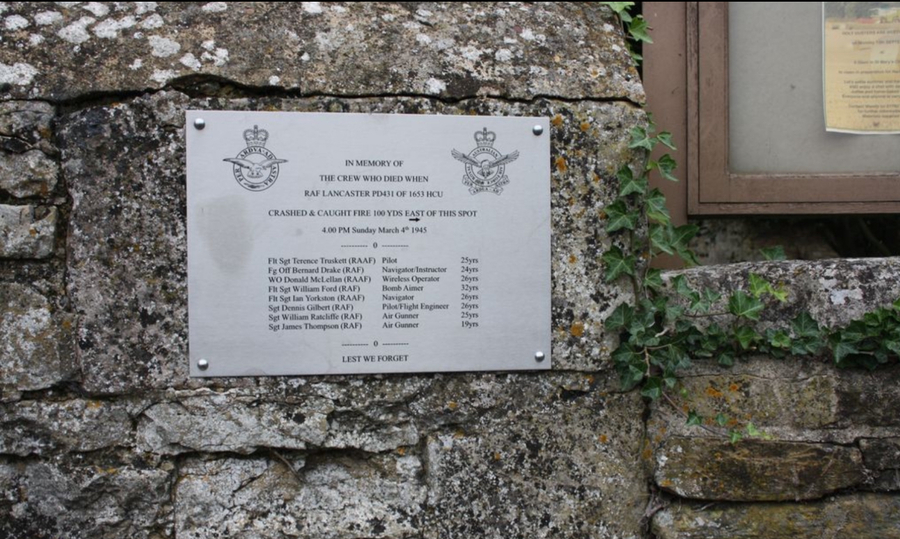 PER ARDVA AD ASTRA
IN MEMORY OF
THE CREW WHO DIED WHEN
RAF LANCASTER PD431 OF 1653 HCU
CRASHED & CAUGHT FIRE 100 YDS EAST OF THIS SPOT
4.00 PM Sunday March 4th 1945
---------- 0 ----------
Flt Sgt Terence Truskett (RAAF) Pilot 25yrs
Fg Off Bernard Drake (RAF) Navigator/Instructor 24yrs
WO Donald McLellan (RAAF) Wireless Operator 26yrs
Flt Sgt William Ford (RAF) Bomb Aimer 32yrs
Flt Sgt Ian Yorkston (RAAF) Navigator 26yrs
Sgt Dennis Gilbert (RAF) Pilot/Flight Engineer 26yrs
Sgt William Ratcliffe (RAF) Air Gunner 25yrs
Sgt James Thompson (RAF) Air Gunner 19yrs
---------- 0 ----------
LEST WE FORGET